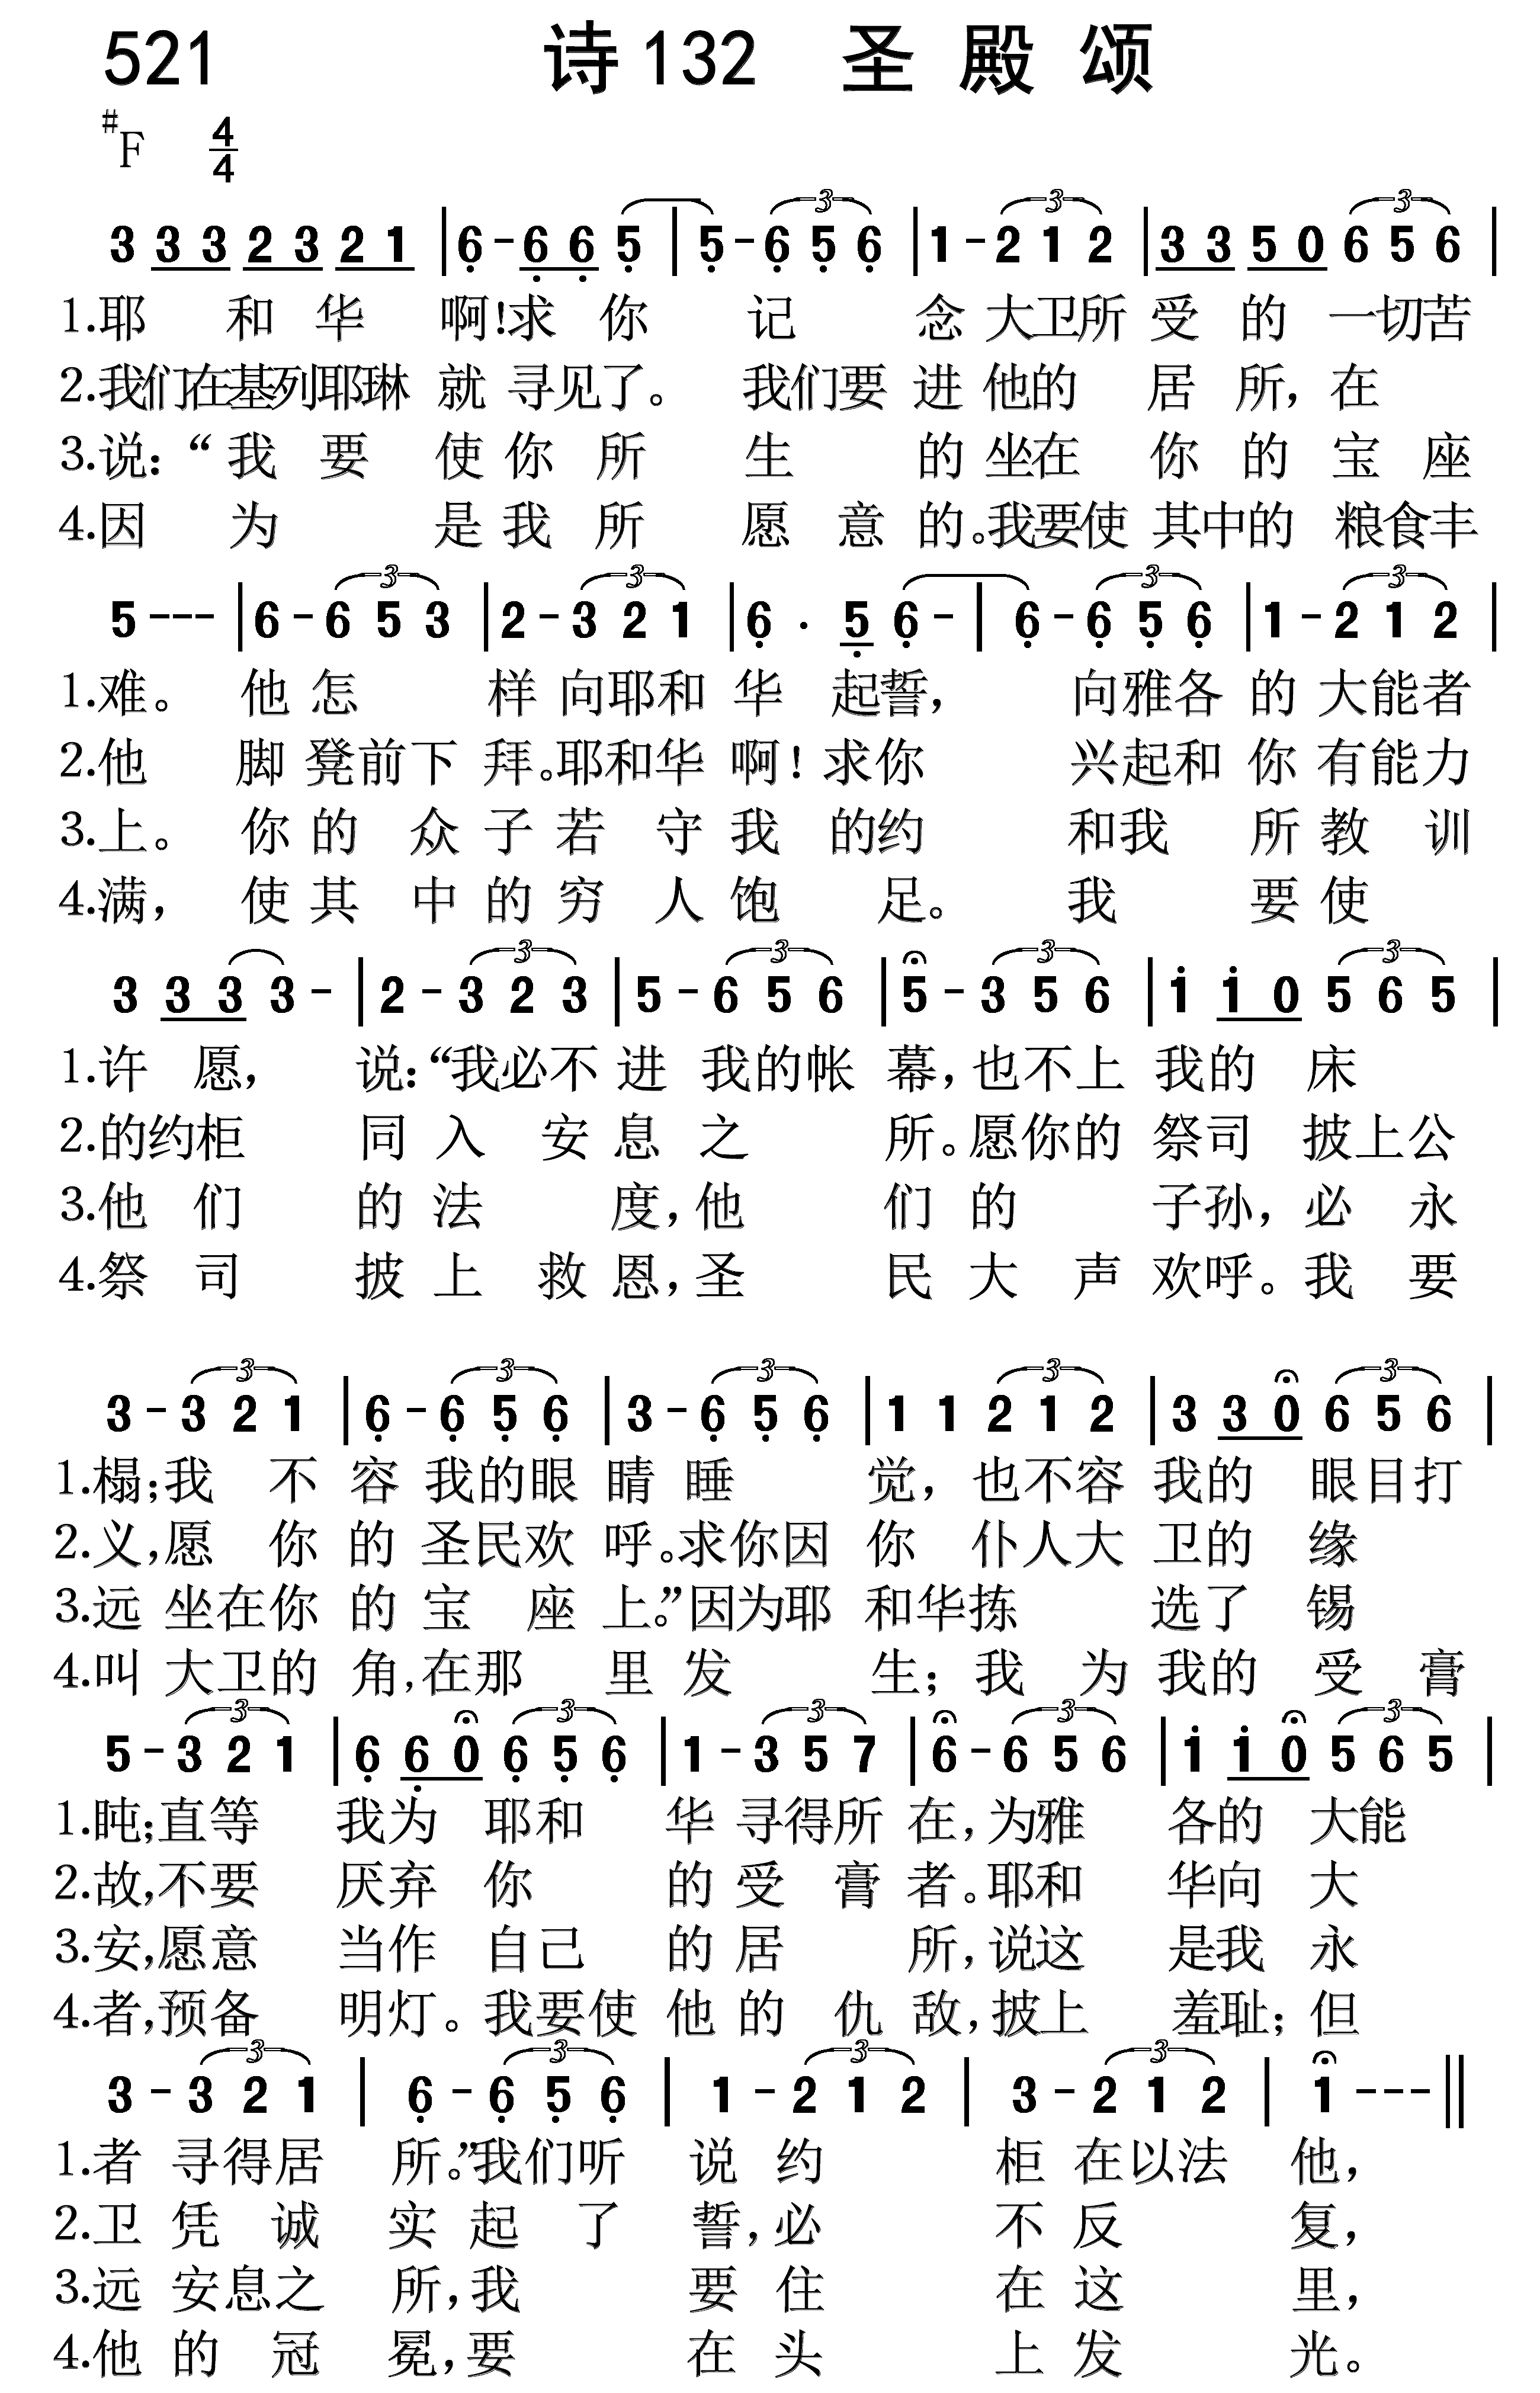 521 诗132 圣殿颂
#F 4/4
3 3 3 2 3 2 1 | 6 - 6 6 5 | 5 - 6 5 6 | 1 - 2 1 2 | 3 3 5 0 6 5 6 |
1.耶和华啊!求你记念大卫所受的一切苦
2.我们在基列耶琳就寻见了。我们要进他的居所,在
3.说:“我要使你所生的坐在你的宝座
4.因为是我所愿意的。我要使其中的粮食丰
5 - - - | 6 - 6 5 3 | 2 - 3 2 1 | 6 · 5 6 - | 6 - 6 5 6 | 1 - 2 1 2 |
1.难。他怎样向耶和华起誓,向雅各的大能者
2.他脚凳前下拜。耶和华啊!求你兴起和你有能力
3.上。你的众子若守我的约和我所教训
4.满,使其中的穷人饱足。我要使
3 3 3 3 - | 2 - 3 2 3 | 5 - 6 5 6 | 5 - 3 5 6 | 1 1 0 5 6 5 |
1.许愿,说:“我必不进我的帐幕,也不上我的床
2.的约柜同入安息之所。愿你的祭司披上公
3.他们的法度,他们的子孙,必永
4.祭司披上救恩,圣民大声欢呼。我要
3 - 3 2 1 | 6 - 6 5 6 | 3 - 6 5 6 | 1 1 2 1 2 | 3 3 0 6 5 6 |
1.榻;我不容我的眼睛睡觉,也不容我的眼目打
2.义,愿你的圣民欢呼。求你因你仆人大卫的缘
3.远坐在你的宝座上。”因为耶和华拣选了锡
4.叫大卫的角,在那里发生;我为我的受膏
5 - 3 2 1 | 6 6 0 6 5 6 | 1 - 3 5 7 | 6 - 6 5 6 | 1 1 0 5 6 5 |
1.盹;直等我为耶和华寻得所在,为雅各的大能
2.故,不要厌弃你的受膏者。耶和华向大
3.安,愿意当作自己的居所,说这是我永
4.者,预备明灯。我要使他的仇敌,披上羞耻;但
3 - 3 2 1 | 6 - 6 5 6 | 1 - 2 1 2 | 3 - 2 1 2 | 1 - - - ||
1.者寻得居所。”我们听说约柜在以法他,
2.卫凭诚实起了誓,必不反复,
3.远安息之所,我要住在这里,
4.他的冠冕,要在头上发光。